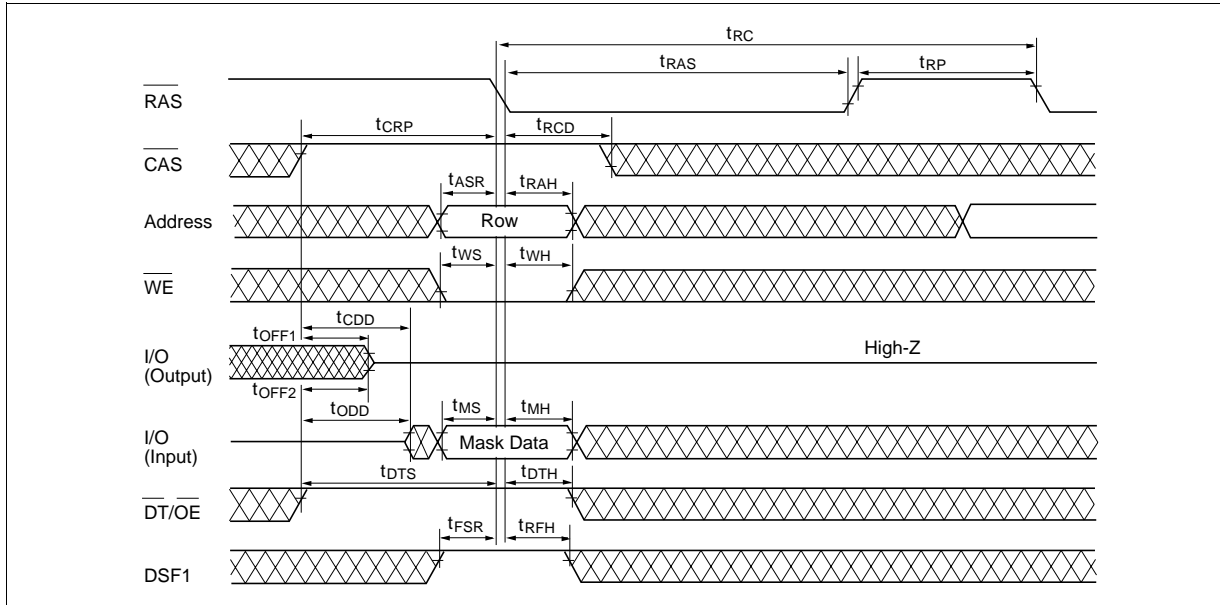 tRC
tRAS
tRP
RAS
tCRP
tRCD
CAS
tASR
tRAH
Address
Row
tWS
tWH
WE
tCDD
tOFF1
High-Z
I/O
(Output)
tOFF2
tODD
tMS
tMH
I/O
(Input)
Mask Data
tDTS
tDTH
DT/OE
tFSR
tRFH
DSF1